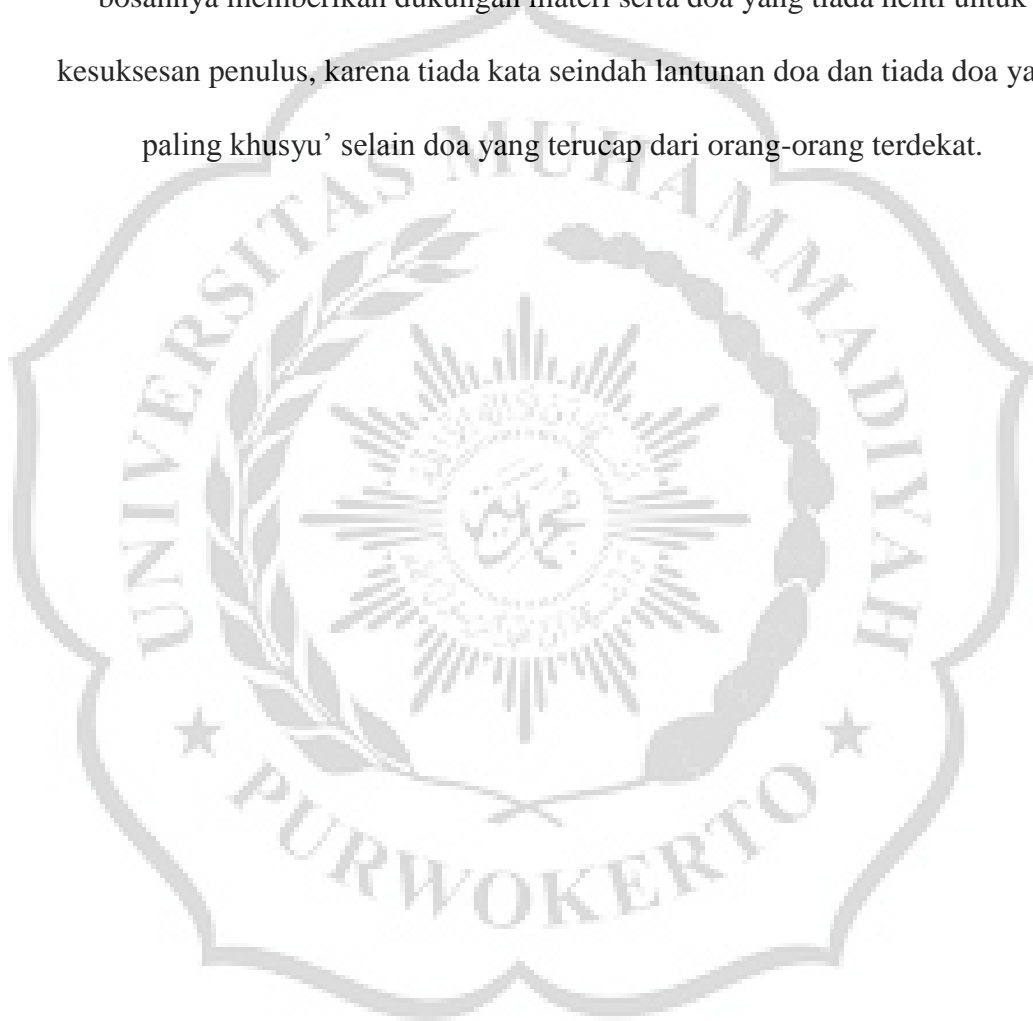 bosannya memberikan dukungan materi serta doa yang tiada henti untuk
kesuksesan penulus, karena tiada kata seindah lantunan doa dan tiada doa ya
paling khusyu’ selain doa yang terucap dari orang-orang terdekat.
UNIVERSITAS MUHAMMADIYAH
★ PURWOKERTO ★